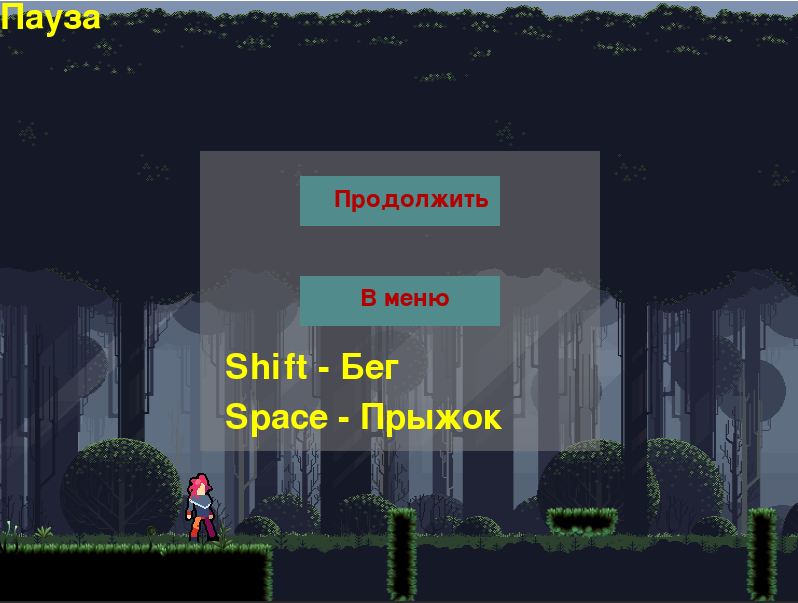 Пауза
Продолжить
В меню
Shift - Бег
Space - Прыжок